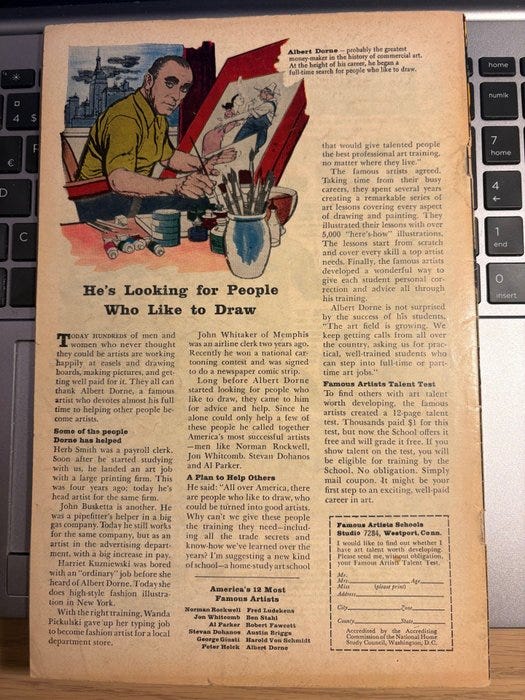 Albert Dorne – probably the greatest
money-maker in the history of commercial art.
At the height of his career, he began a
full-time search for people who like to draw.
He's Looking for People
Who Like to Draw
TODAY HUNDREDS of men and
women who never thought
they could be artists are working
happily at easels and drawing
boards, making pictures, and get-
ting well paid for it. They all can
thank Albert Dorne, a famous
artist who devotes almost his full-
time to helping other people be-
come artists.
Some of the people
Dorne has helped
Herb Smith was a payroll clerk.
Soon after he started studying
with us, he landed an art job
with a large printing firm. This
was four years ago; today he's
head artist for the same firm.
John Busketta is another. He
was a pipefitter's helper in a big
gas company. Today he still works
for the same company, but as an
artist in the advertising depart-
ment, with a big increase in pay.
Harriet Kuzniewski was bored
with an "ordinary" job before she
heard of Albert Dorne. Today she
does high-style fashion illustra-
tion in New York.
With the right training, Wanda
Pickulski gave up her typing job
to become fashion artist for a local
department store.
John Whitaker of Memphis
was an airline clerk two years ago.
Recently he won a national car-
tooning contest and was signed
to do a newspaper comic strip.
Long before Albert Dorne
started looking for people who
like to draw, they came to him
for advice and help. Since he
alone could only help a few of
these people he called together
America's most successful artists
—men like Norman Rockwell,
Jon Whitcomb, Stevan Dohanos
and Al Parker.
A Plan to Help Others
He said: "All over America, there
are people who like to draw, who
could be turned into good artists.
Why can't we give these people
the training they need—includ-
ing all the trade secrets and
know-how we've learned over the
years? I'm suggesting a new kind
of school—a home-study art school
America's 12 Most
Famous Artists
Norman Rockwell Fred Ludekens
Jon Whitcomb Ben Stahl
Al Parker Robert Fawcett
Stevan Dohanos Austin Briggs
George Giusti Harold Von Schmidt
Peter Helck Albert Dorne
that would give talented people
the best professional art training,
no matter where they live."
The famous artists agreed.
Taking time from their busy
careers, they spent several years
creating a remarkable series of
art lessons covering every aspect
of drawing and painting. They
illustrated their lessons with over
5,000 "here's-how" illustrations.
The lessons start from scratch
and cover every skill a top artist
needs. Finally, the famous artists
developed a wonderful way to
give each student personal cor-
rection and advice all through
his training.
Albert Dorne is not surprised
by the success of his students.
"The art field is growing. We
keep getting calls from all over
the country, asking us for prac-
tical, well-trained students who
can step into full-time or part-
time art jobs."
Famous Artists Talent Test
To find others with art talent
worth developing, the famous
artists created a 12-page talent
test. Thousands paid $1 for this
test, but now the School offers it
free and will grade it free. If you
show talent on the test, you will
be eligible for training by the
School. No obligation. Simply
mail coupon. It might be your
first step to an exciting, well-paid
career in art.
Famous Artists Schools
Studio 7284, Westport, Conn.
I would like to find out whether I
have art talent worth developing.
Please send me, without obligation,
your Famous Artists Talent Test.
Mr.
Mrs. Age
Miss (please print)
Address
City Zone
County State
Accredited by the Accrediting
Commission of the National Home
Study Council, Washington, D.C.
home
numlk
7
home
4
1
end
0
insert
4 $
€
F
D
C